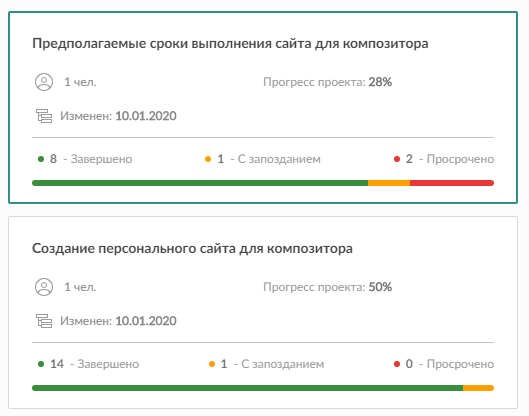 Предполагаемые сроки выполнения сайта для композитора
1 чел. Прогресс проекта: 28%
Изменен: 10.01.2020
8 - Завершено 1 - С запозданием 2 - Просрочено
Создание персонального сайта для композитора
1 чел. Прогресс проекта: 50%
Изменен: 10.01.2020
14 - Завершено 1 - С запозданием 0 - Просрочено